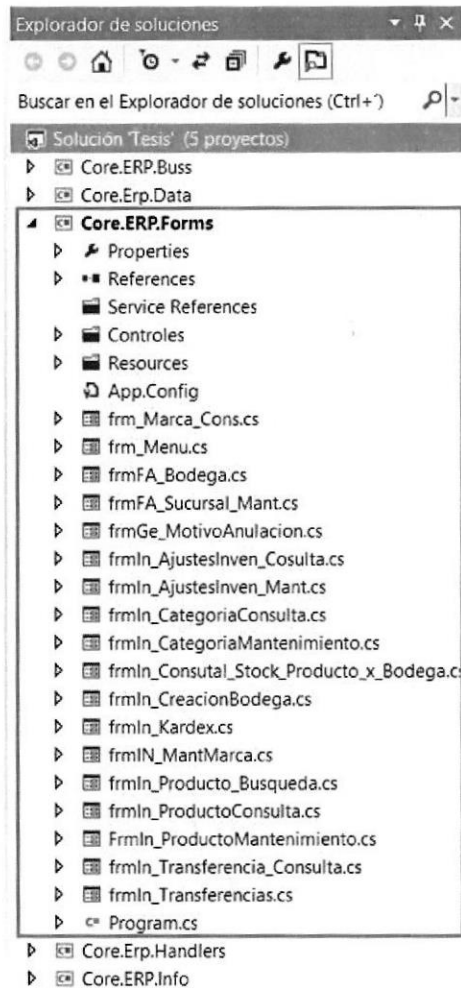 Explorador de soluciones
Buscar en el Explorador de soluciones (Ctrl+´)
Solución 'Tesis' (5 proyectos)
Core.ERP.Buss
Core.Erp.Data
Core.ERP.Forms
Properties
References
Service References
Controles
Resources
App.Config
frm_Marca_Cons.cs
frm_Menu.cs
frmFA_Bodega.cs
frmFA_Sucursal_Mant.cs
frmGe_MotivoAnulacion.cs
frmIn_AjustesInven_Cosulta.cs
frmIn_AjustesInven_Mant.cs
frmIn_CategoriaConsulta.cs
frmIn_CategoriaMantenimiento.cs
frmIn_Consutal_Stock_Producto_x_Bodega.cs
frmIn_CreacionBodega.cs
frmIn_Kardex.cs
frmIN_MantMarca.cs
frmIn_Producto_Busqueda.cs
frmIn_ProductoConsulta.cs
FrmIn_ProductoMantenimiento.cs
frmIn_Transferencia_Consulta.cs
frmIn_Transferencias.cs
C# Program.cs
Core.Erp.Handlers
Core.ERP.Info